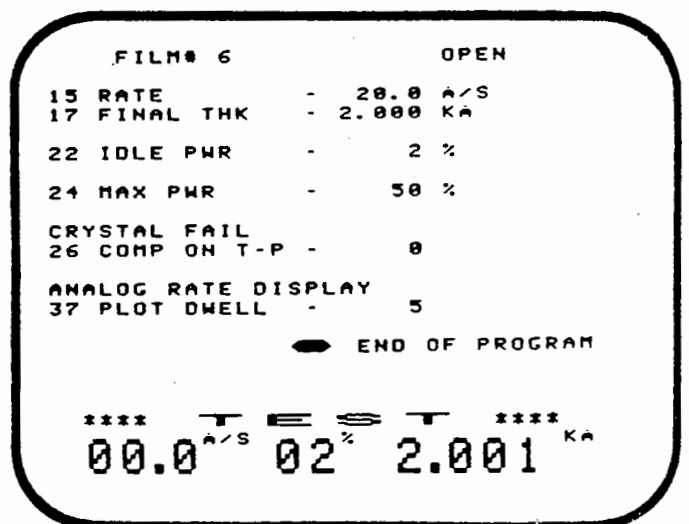 FILM# 6 OPEN
15 RATE - 20.0 Å/S
17 FINAL THK - 2.000 KÅ
22 IDLE PWR - 2 %
24 MAX PWR - 50 %
CRYSTAL FAIL
26 COMP ON T-P - 0
ANALOG RATE DISPLAY
37 PLOT DWELL - 5
END OF PROGRAM
**** TEST ****
00.0 Å/S 02 % 2.001 KÅ